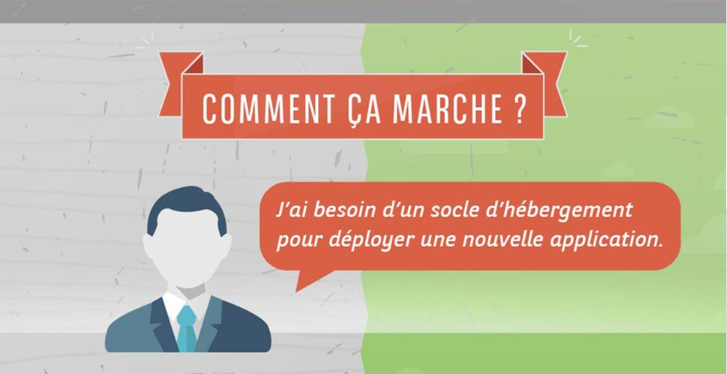 COMMENT ÇA MARCHE ?
J'ai besoin d'un socle d'hébergement
pour déployer une nouvelle application.